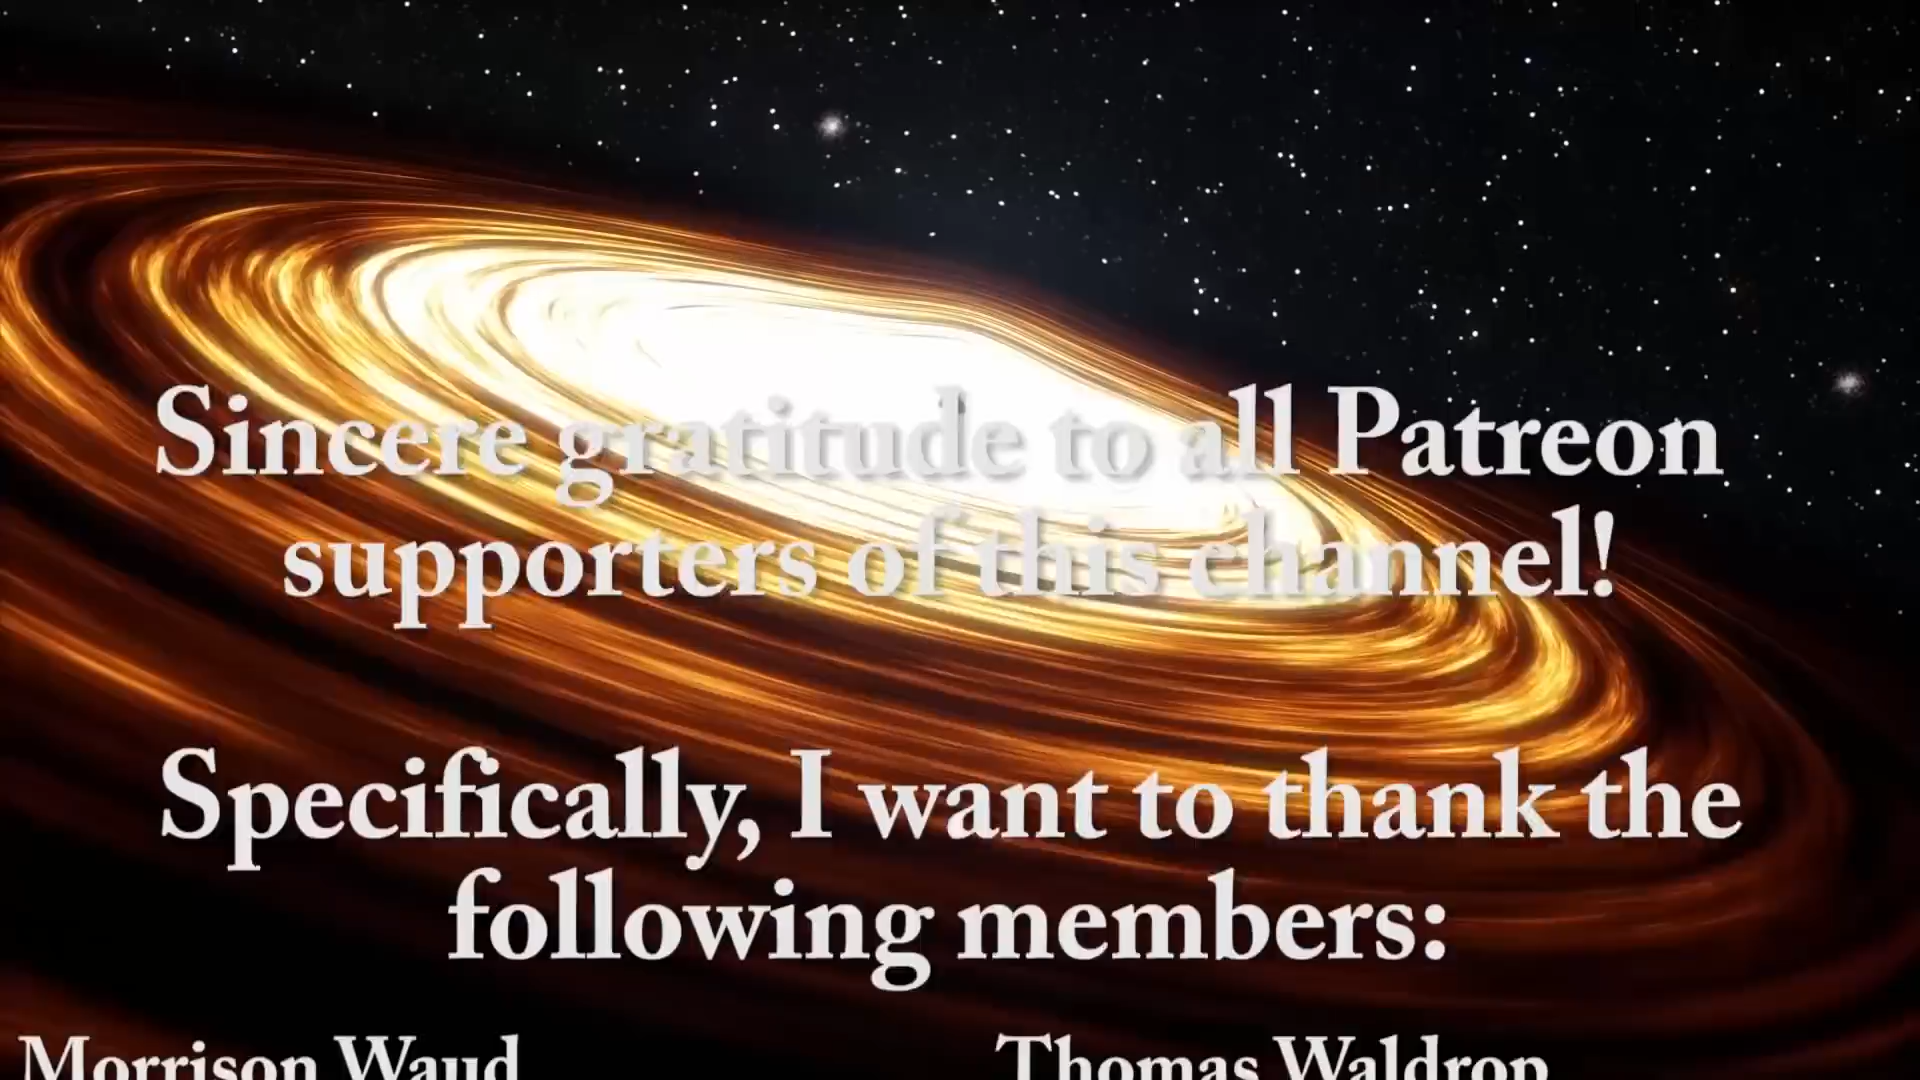 Sincere gratitude to all Patreon
supporters of this channel!
Specifically, I want to thank the
following members:
Morrison Waud
Thomas Waldrop